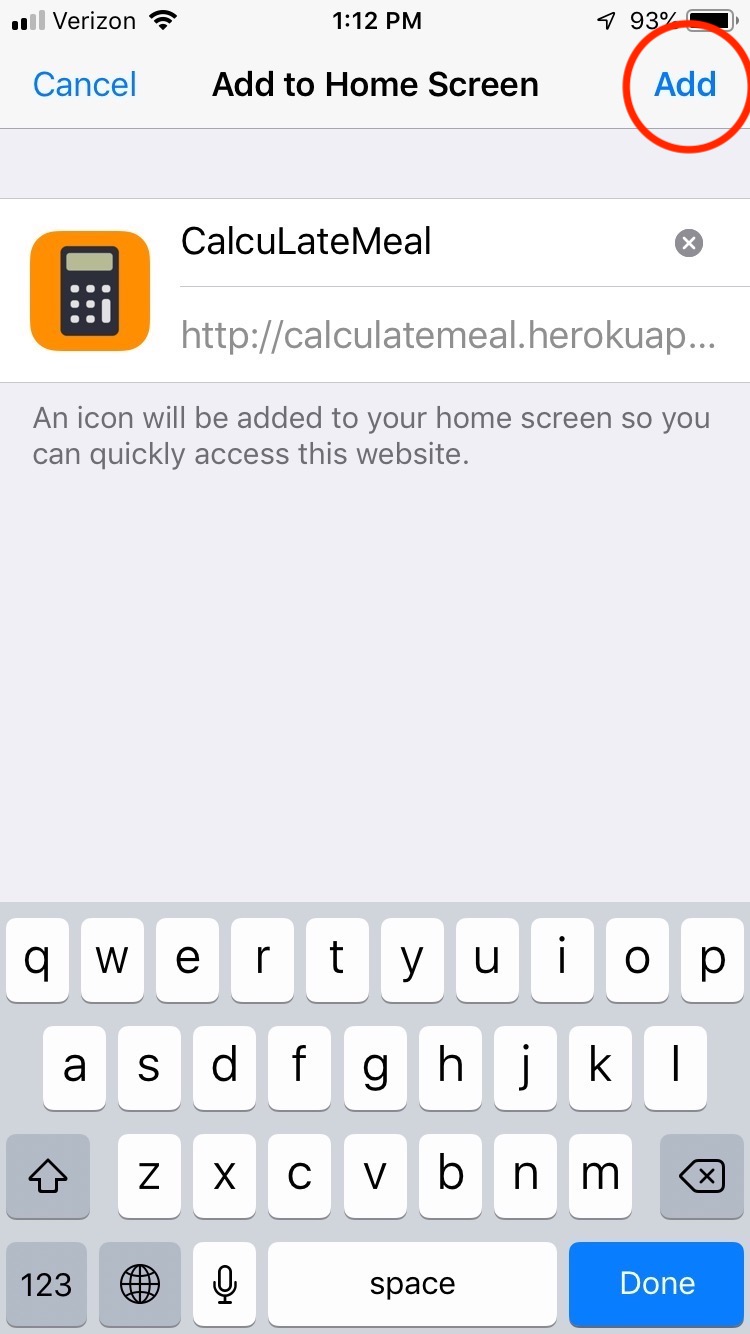 Verizon 1:12 PM 93%
Cancel Add to Home Screen Add
CalcuLateMeal
http://calculatemeal.herokuap...
An icon will be added to your home screen so you
can quickly access this website.
q w e r t y u i o p
a s d f g h j k l
z x c v b n m
123 space Done